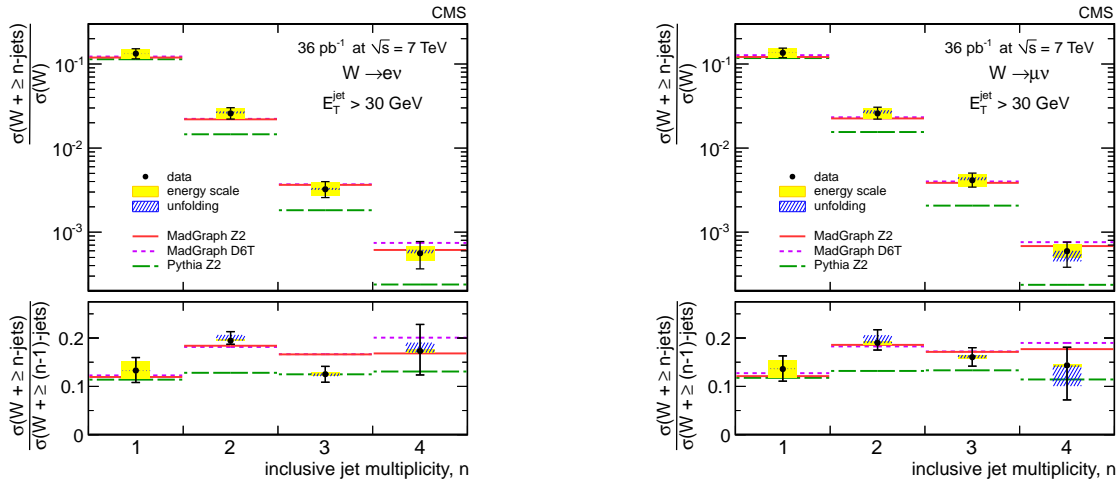 CMS
σ(W + ≥ n-jets)
σ(W)
10⁻¹
10⁻²
10⁻³
36 pb⁻¹ at √s = 7 TeV
W → eν
E_T^jet > 30 GeV
data
energy scale
unfolding
MadGraph Z2
MadGraph D6T
Pythia Z2
σ(W + ≥ n-jets)
σ(W + ≥ (n-1)-jets)
0.2
0.1
0
1 2 3 4
inclusive jet multiplicity, n
CMS
σ(W + ≥ n-jets)
σ(W)
10⁻¹
10⁻²
10⁻³
36 pb⁻¹ at √s = 7 TeV
W → μν
E_T^jet > 30 GeV
data
energy scale
unfolding
MadGraph Z2
MadGraph D6T
Pythia Z2
σ(W + ≥ n-jets)
σ(W + ≥ (n-1)-jets)
0.2
0.1
0
1 2 3 4
inclusive jet multiplicity, n